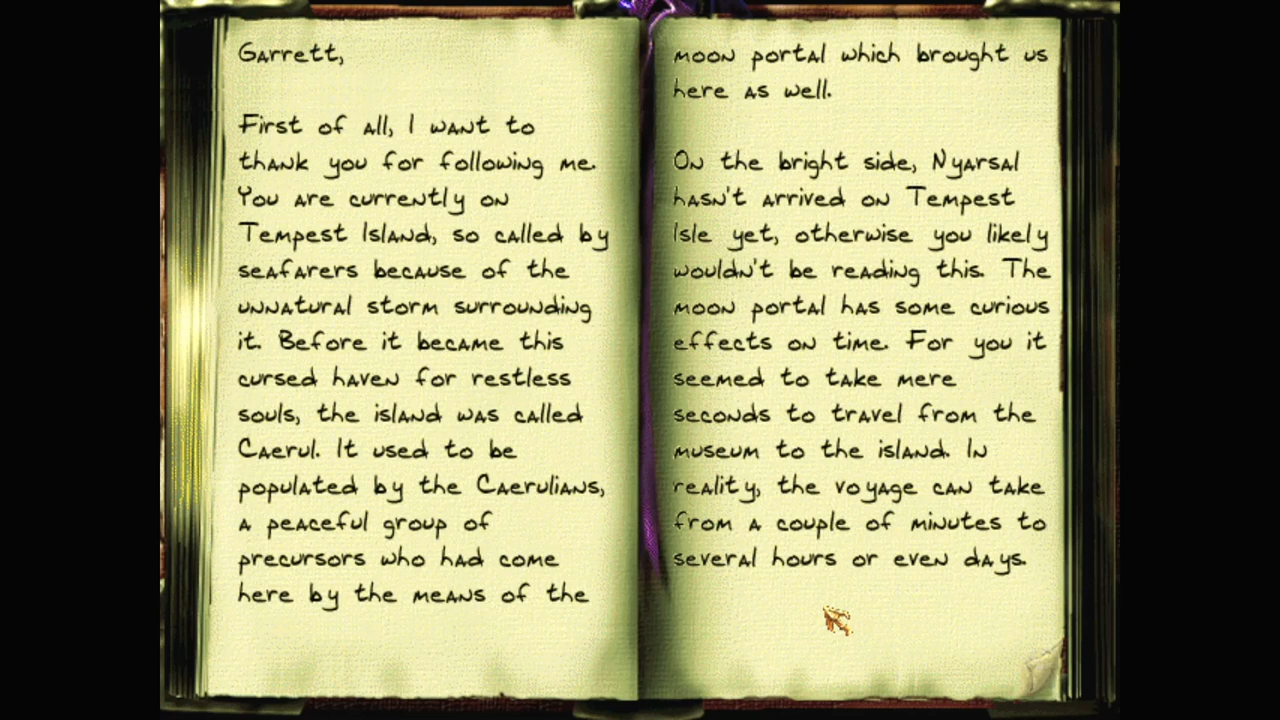 Garrett,
First of all, I want to
thank you for following me.
You are currently on
Tempest Island, so called by
seafarers because of the
unnatural storm surrounding
it. Before it became this
cursed haven for restless
souls, the island was called
Caerul. It used to be
populated by the Caerulians,
a peaceful group of
precursors who had come
here by the means of the
moon portal which brought us
here as well.
On the bright side, Nyarsal
hasn't arrived on Tempest
Isle yet, otherwise you likely
wouldn't be reading this. The
moon portal has some curious
effects on time. For you it
seemed to take mere
seconds to travel from the
museum to the island. In
reality, the voyage can take
from a couple of minutes to
several hours or even days.